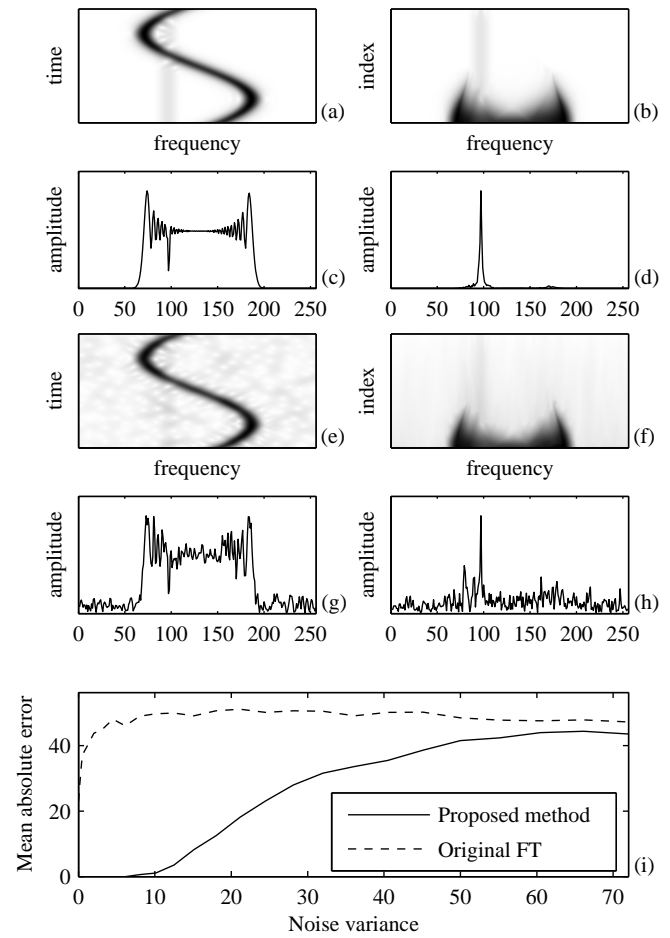 time
frequency
(a)
index
frequency
(b)
amplitude
0 50 100 150 200 250
(c)
amplitude
0 50 100 150 200 250
(d)
time
frequency
(e)
index
frequency
(f)
amplitude
0 50 100 150 200 250
(g)
amplitude
0 50 100 150 200 250
(h)
Mean absolute error
40
20
0
0 10 20 30 40 50 60 70
Noise variance
Proposed method
Original FT
(i)